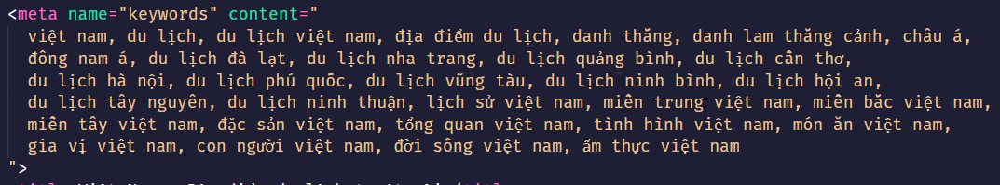 <meta name="keywords" content="
việt nam, du lịch, du lịch việt nam, địa điểm du lịch, danh thắng, danh lam thắng cảnh, châu á,
đông nam á, du lịch đà lạt, du lịch nha trang, du lịch quảng bình, du lịch cần thơ,
du lịch hà nội, du lịch phú quốc, du lịch vũng tàu, du lịch ninh bình, du lịch hội an,
du lịch tây nguyên, du lịch ninh thuận, lịch sử việt nam, miền trung việt nam, miền bắc việt nam,
miền tây việt nam, đặc sản việt nam, tổng quan việt nam, tình hình việt nam, món ăn việt nam,
gia vị việt nam, con người việt nam, đời sống việt nam, ẩm thực việt nam
">